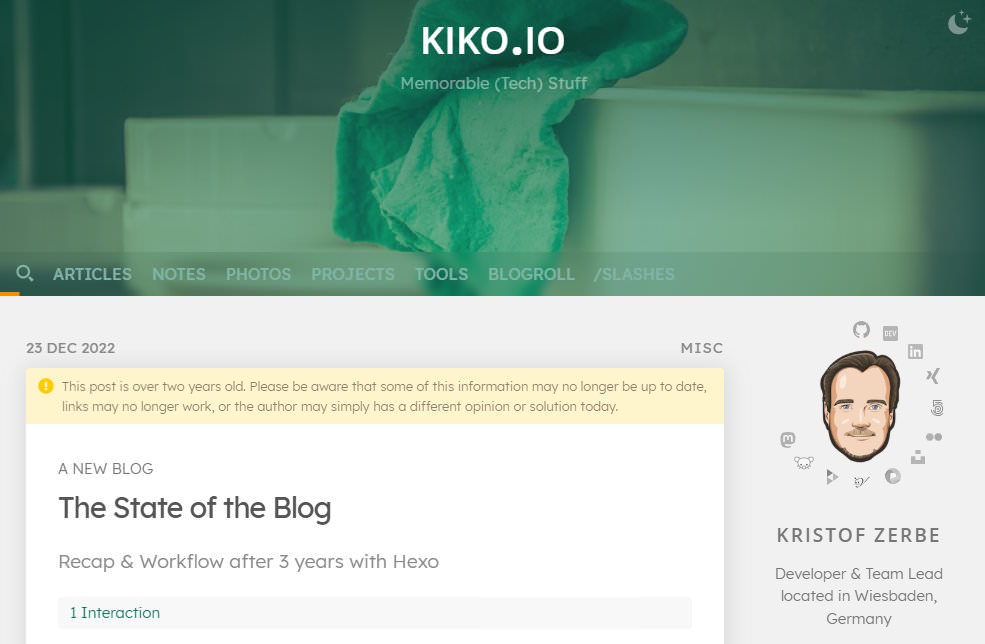 KIKO.IO
Memorable (Tech) Stuff
ARTICLES NOTES PHOTOS PROJECTS TOOLS BLOGROLL /SLASHES
23 DEC 2022
MISC
This post is over two years old. Please be aware that some of this information may no longer be up to date,
links may no longer work, or the author may simply has a different opinion or solution today.
A NEW BLOG
The State of the Blog
Recap & Workflow after 3 years with Hexo
1 Interaction
DEV
in
KRISTOF ZERBE
Developer & Team Lead
located in Wiesbaden,
Germany